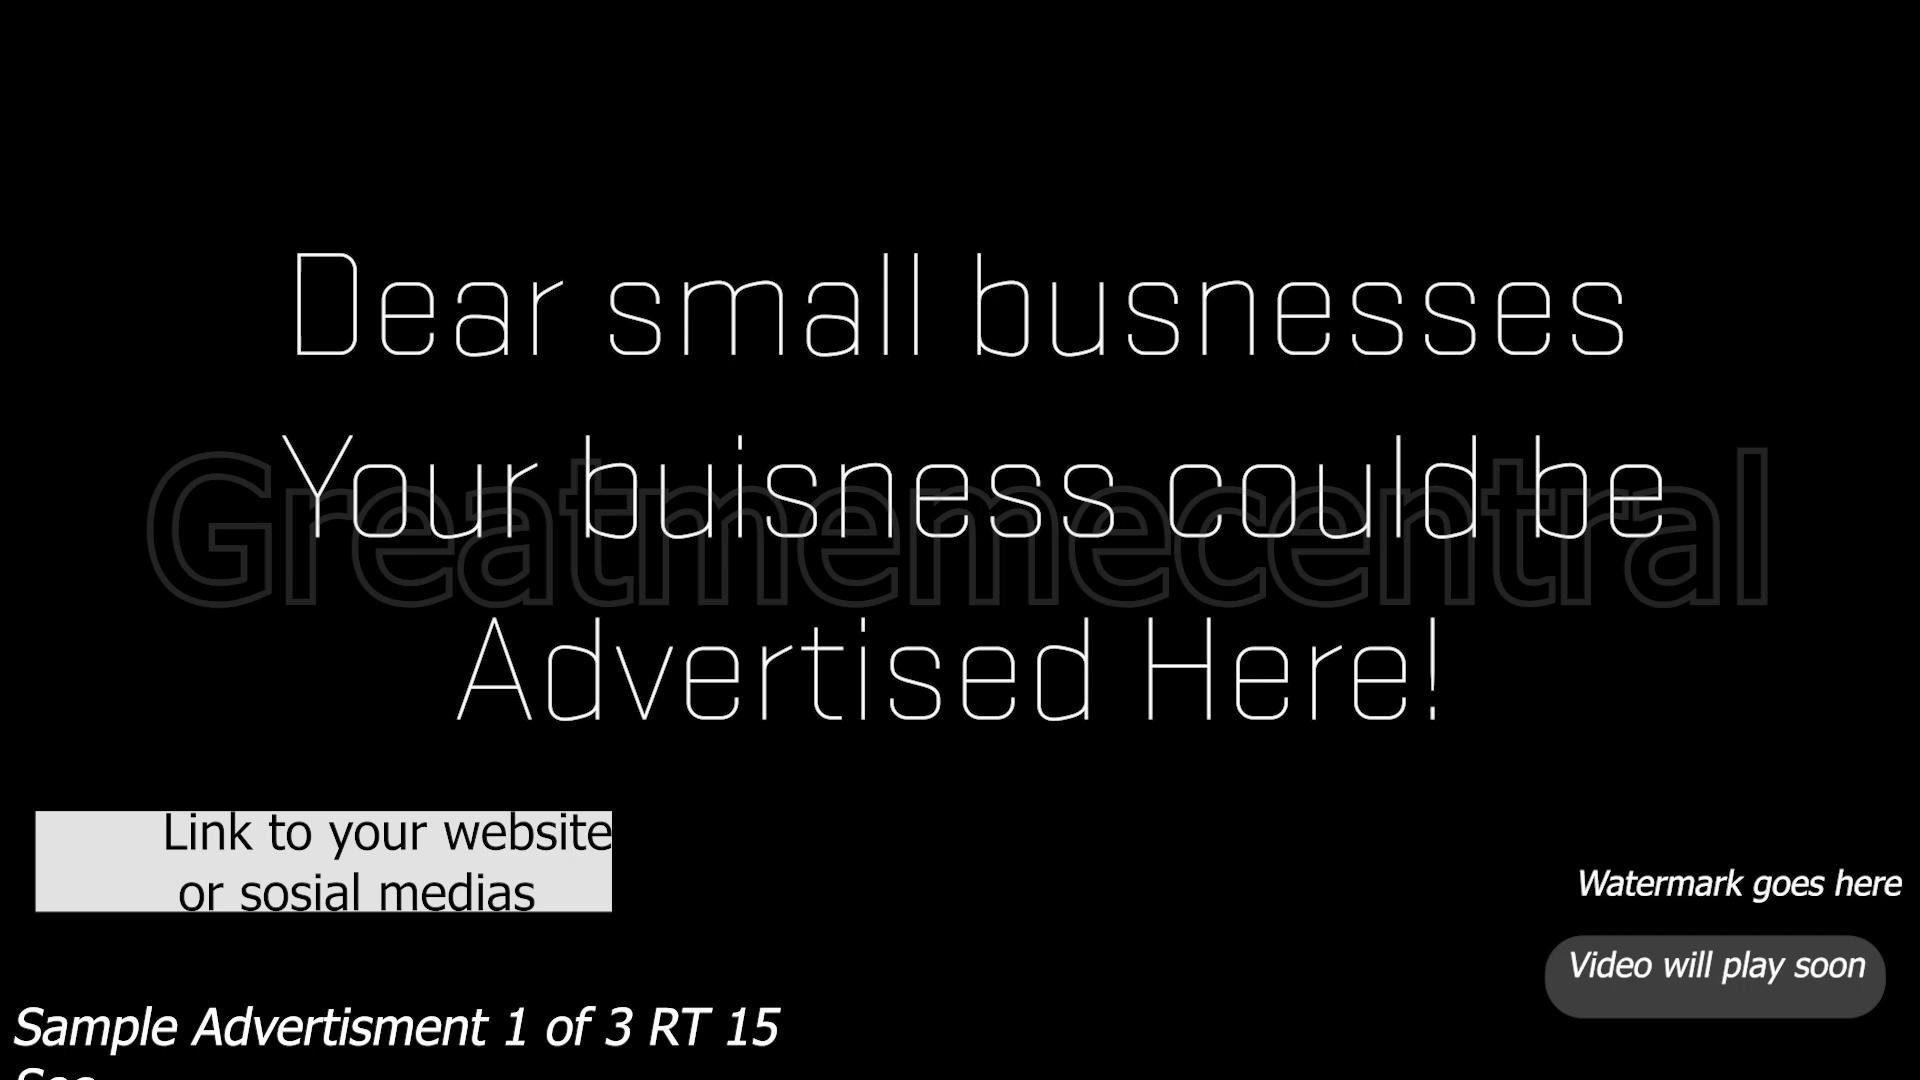 Dear small busnesses
Your buisness could be
Greatmemecentral
Advertised Here!
Link to your website
or sosial medias
Watermark goes here
Video will play soon
Sample Advertisment 1 of 3 RT 15
Sec